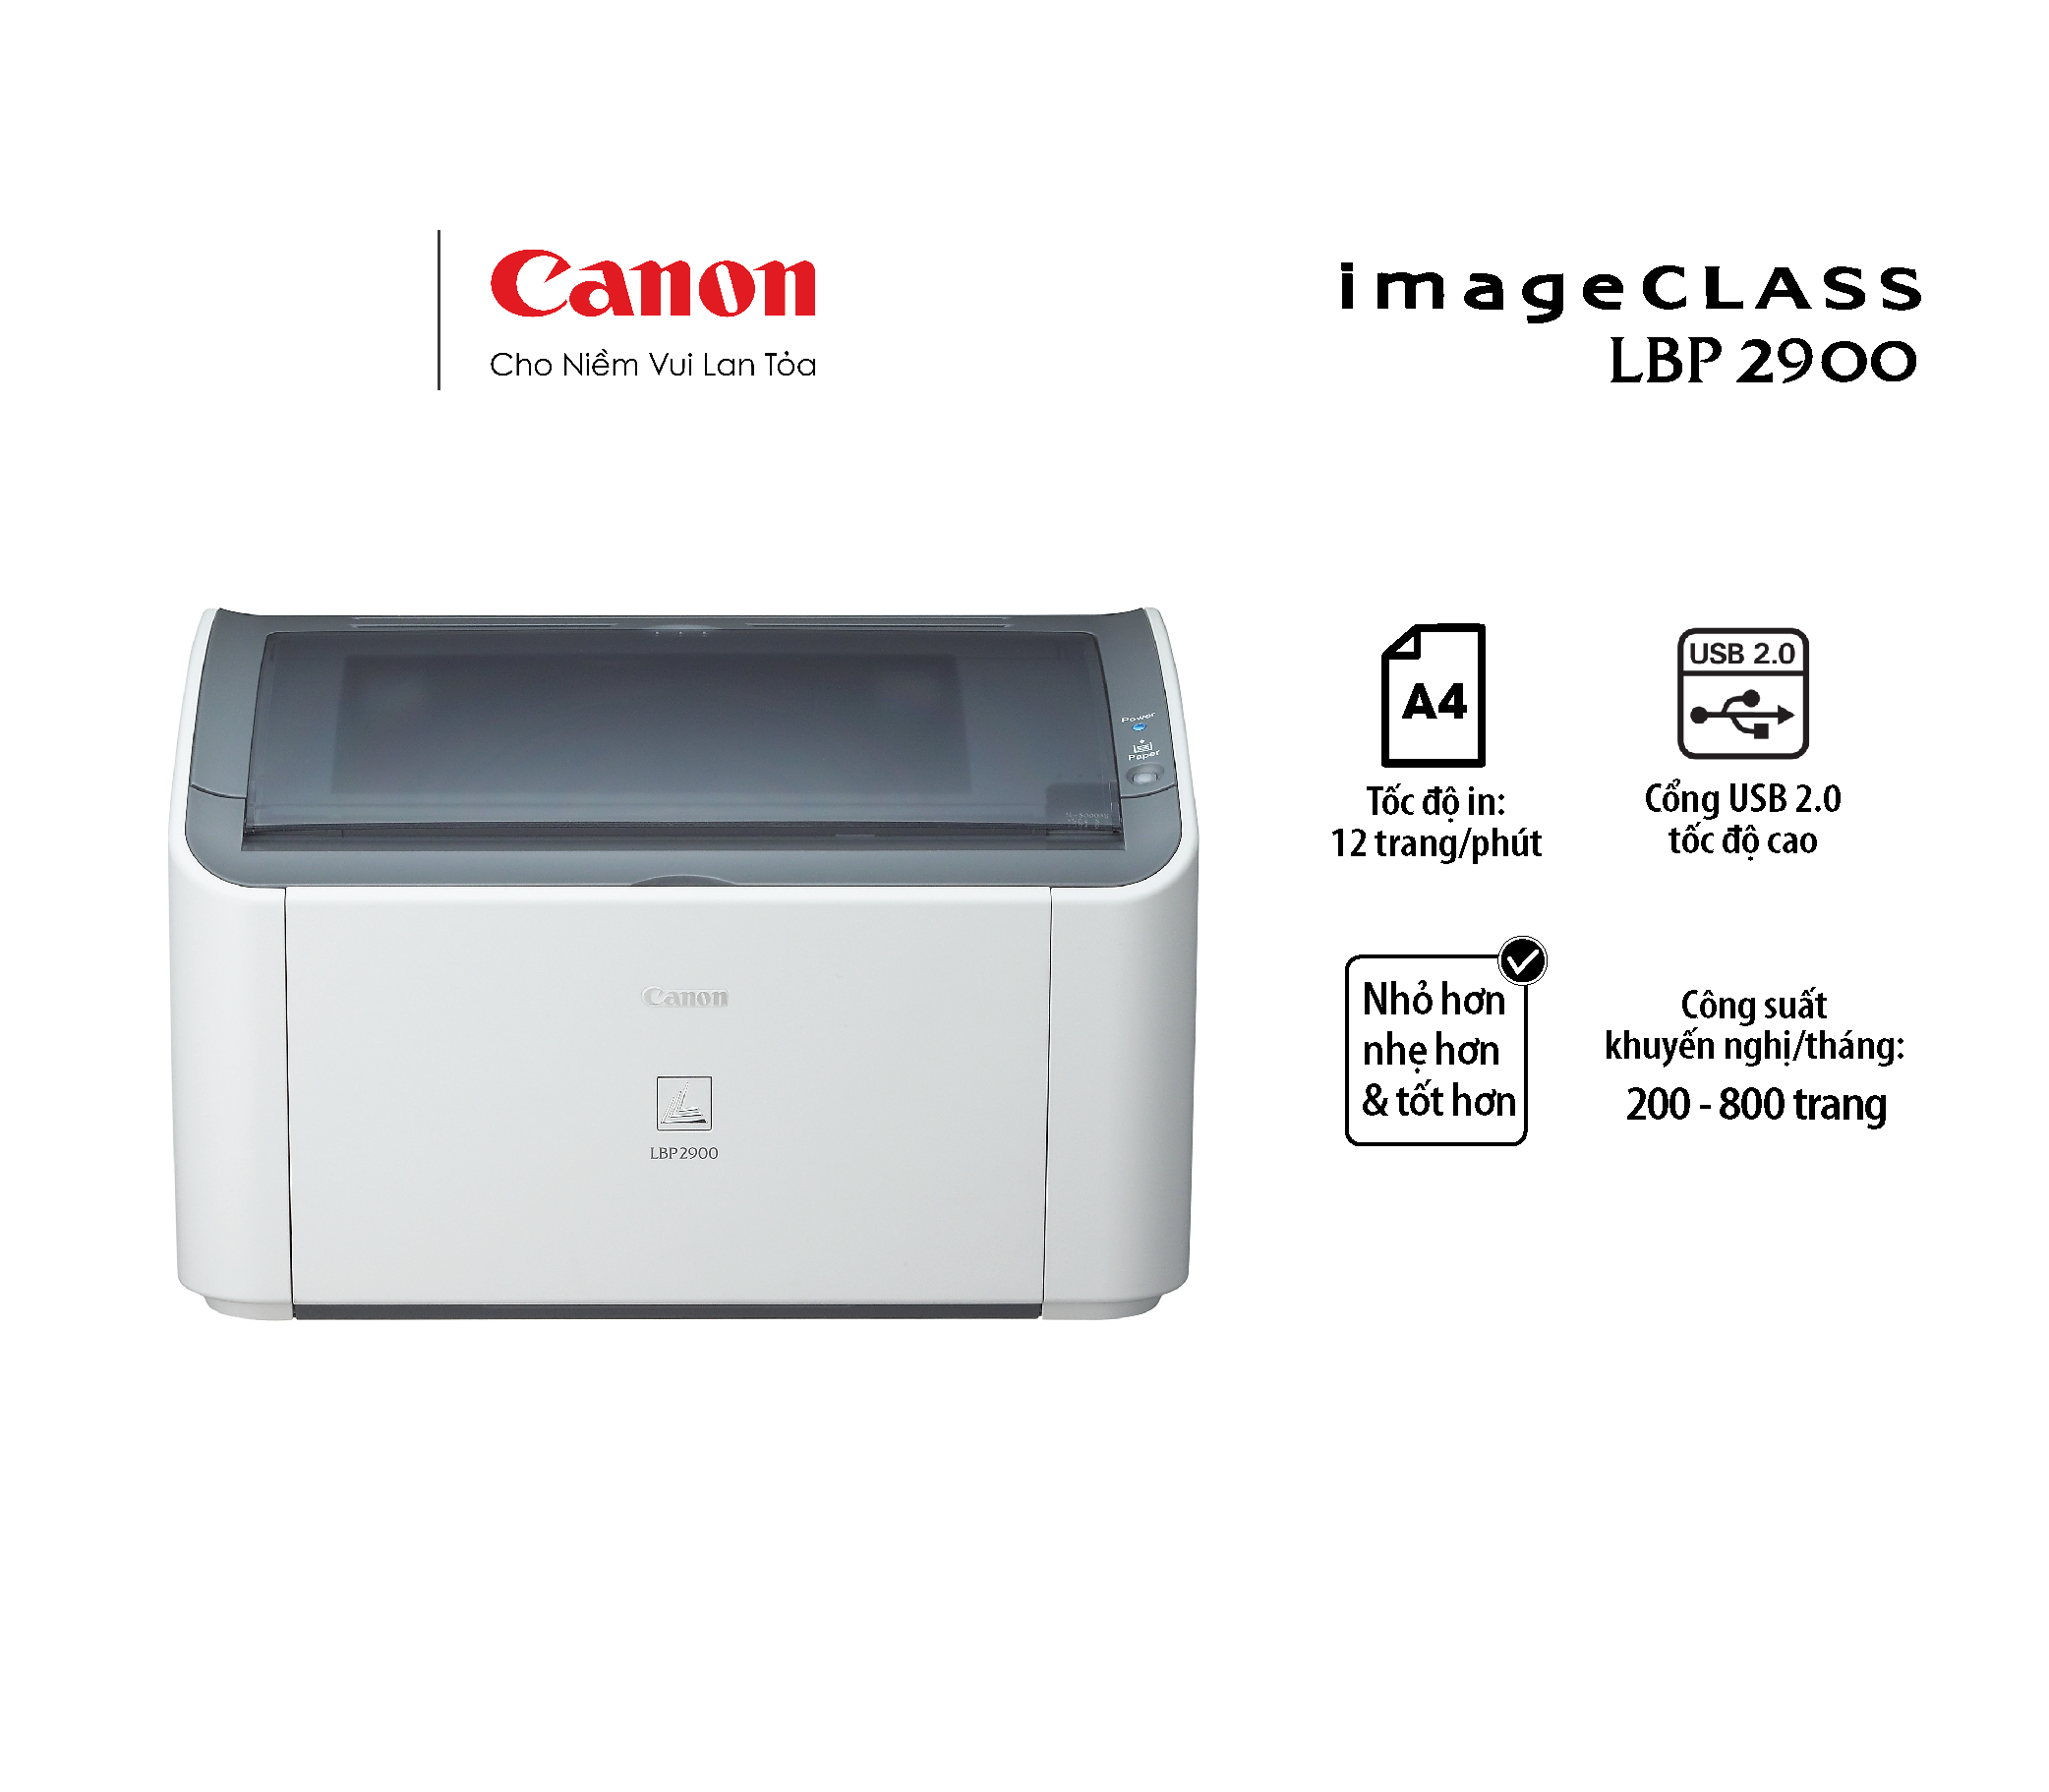 Canon
Cho Niềm Vui Lan Tỏa
imageCLASS
LBP 2900
Power
Paper
Canon
LBP2900
A4
Tốc độ in:
12 trang/phút
USB 2.0
Cổng USB 2.0
tốc độ cao
Nhỏ hơn
nhẹ hơn
& tốt hơn
Công suất
khuyến nghị/tháng:
200 - 800 trang